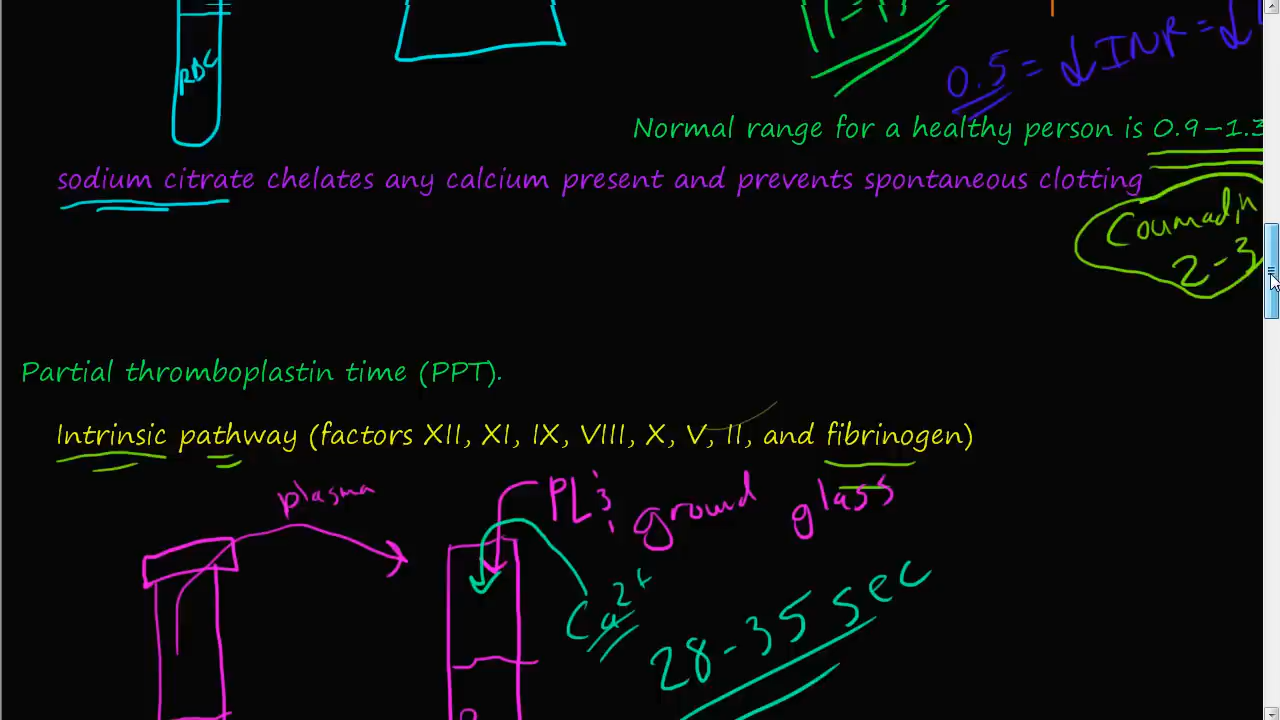 RBC
0.5 = ↓INR = ↓
Normal range for a healthy person is 0.9–1.3
sodium citrate chelates any calcium present and prevents spontaneous clotting
Coumadin
2-3
Partial thromboplastin time (PPT).
Intrinsic pathway (factors XII, XI, IX, VIII, X, V, II, and fibrinogen)
plasma
PL's ground glass
Ca2+
28-35 sec